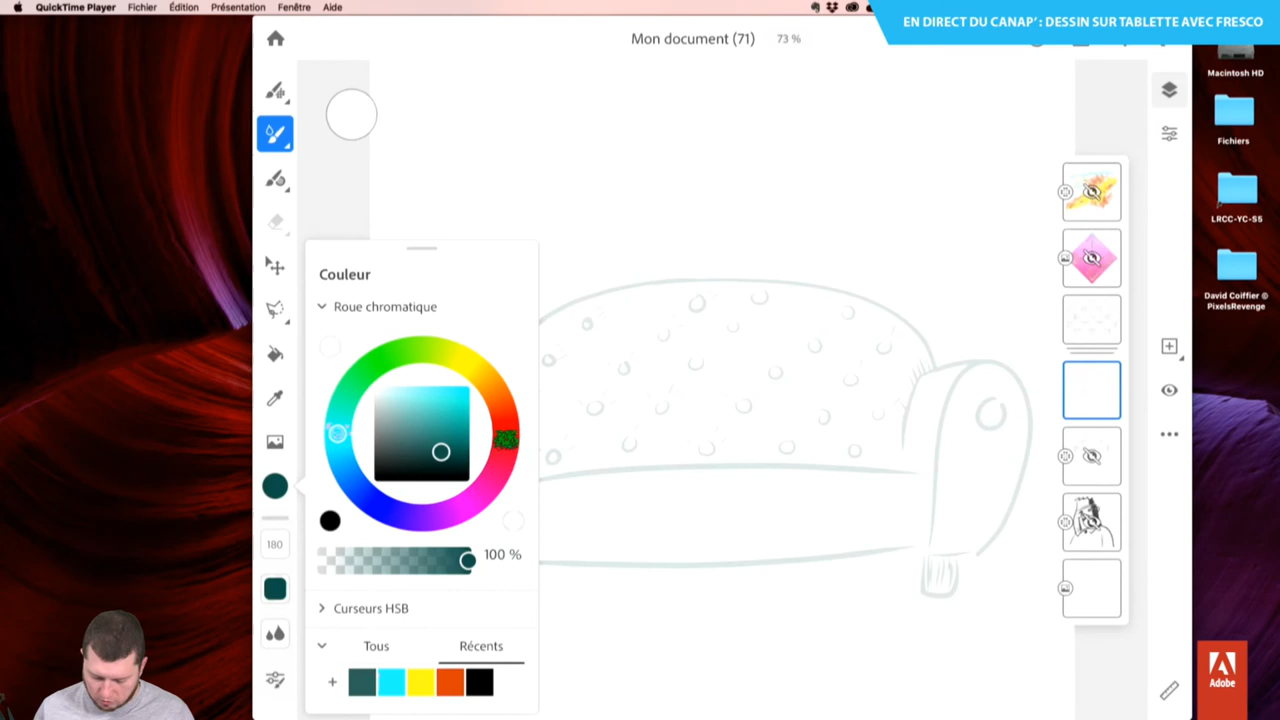 QuickTime Player Fichier Édition Présentation Fenêtre Aide
EN DIRECT DU CANAP' : DESSIN SUR TABLETTE AVEC FRESCO
Mon document (71) 73 %
Macintosh HD
Fichiers
LRCC-YC-S5
David Coiffier ©
PixelsRevenge
Couleur
Roue chromatique
100 %
180
Curseurs HSB
Tous Récents
Adobe